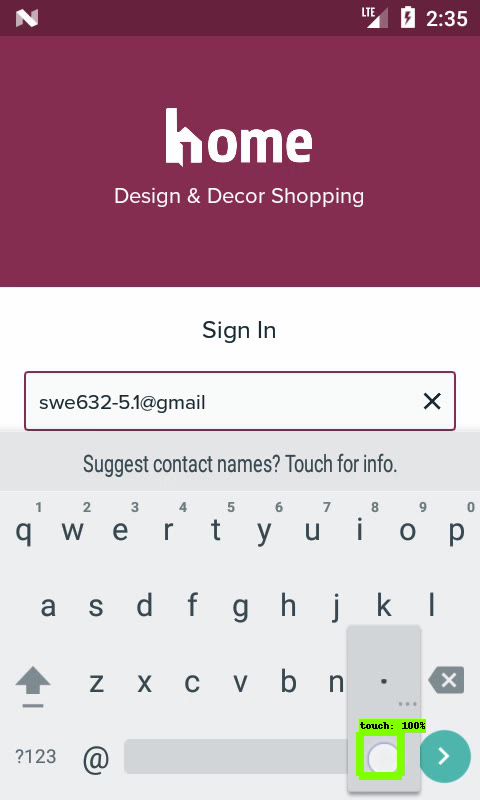 LTE 2:35
home
Design & Decor Shopping
Sign In
swe632-5.1@gmail
Suggest contact names? Touch for info.
1 2 3 4 5 6 7 8 9 0
q w e r t y u i o p
a s d f g h j k l
z x c v b n .
...
touch: 100%
?123 @